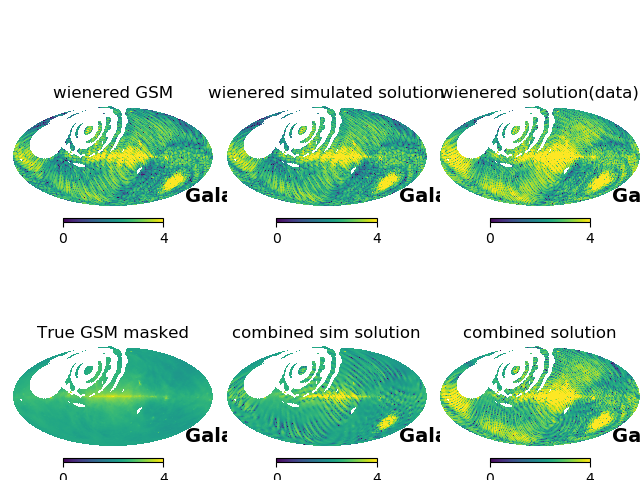 wienered GSM
wienered simulated solution
wienered solution(data)
Gala
Gala
Ga
0 4
0 4
0 4
True GSM masked
combined sim solution
combined solution
Gala
Gala
Ga
0 4
0 4
0 4